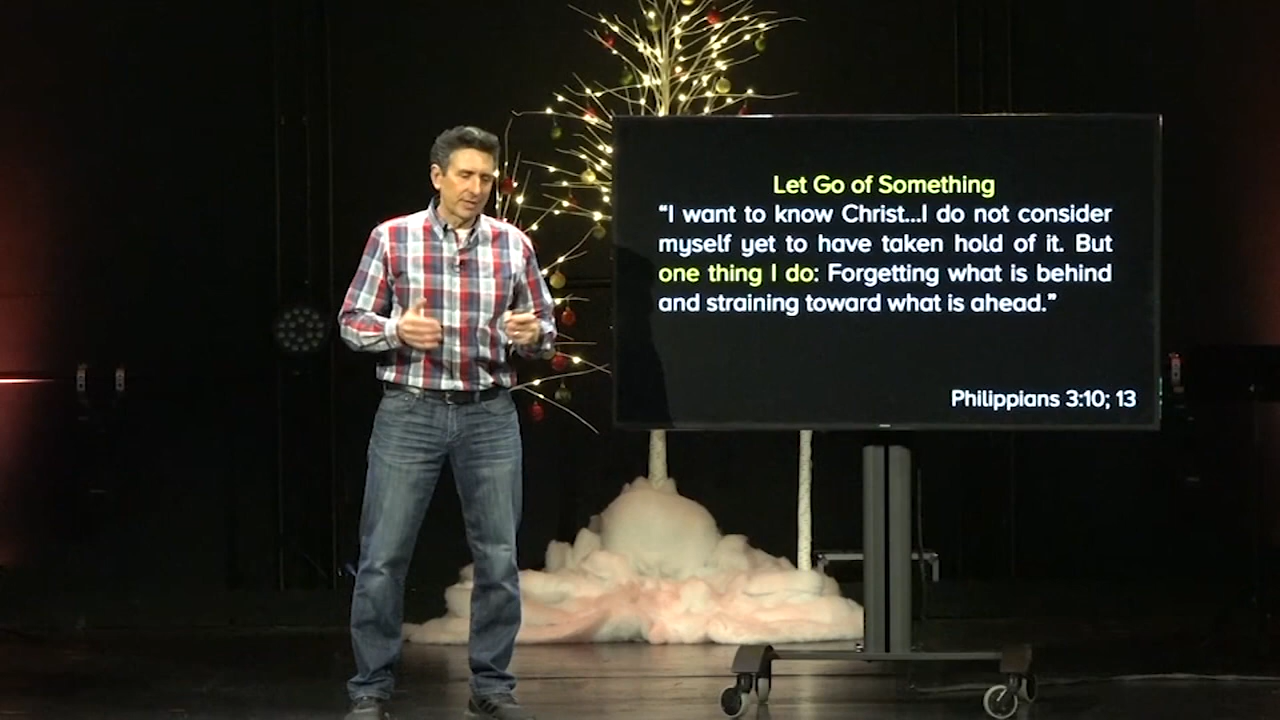 Let Go of Something
“I want to know Christ...I do not consider
myself yet to have taken hold of it. But
one thing I do: Forgetting what is behind
and straining toward what is ahead.”
Philippians 3:10; 13